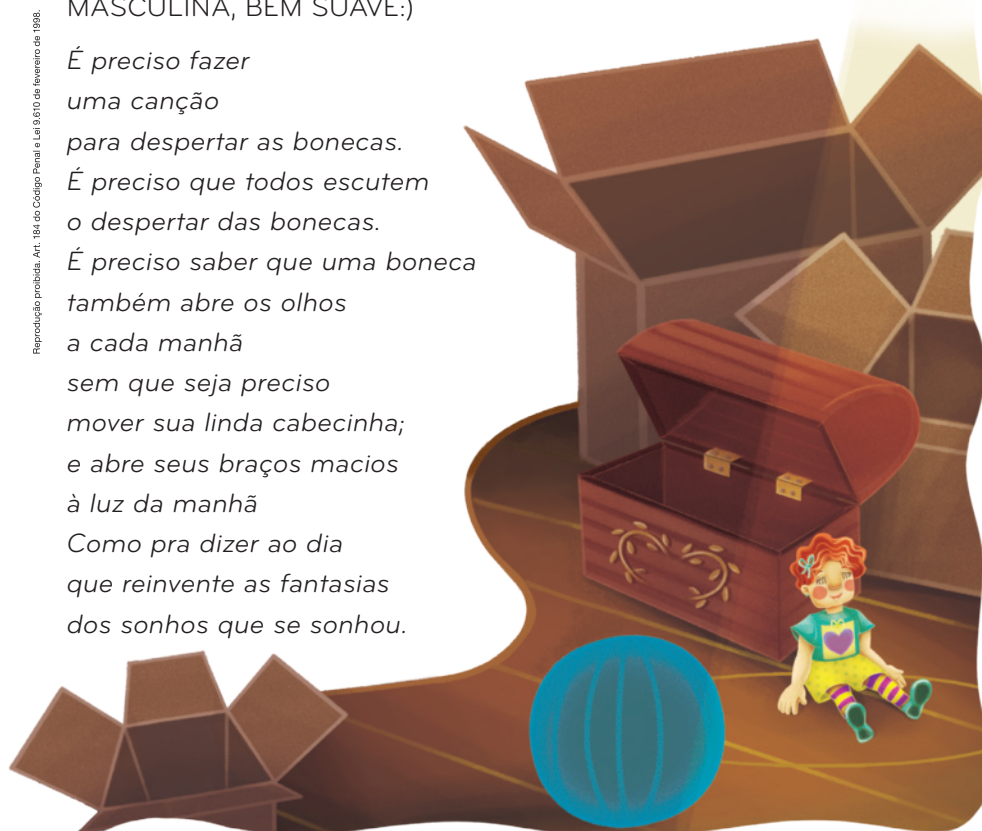 MASCULINA, BEM SUAVE:)
É preciso fazer
uma canção
para despertar as bonecas.
É preciso que todos escutem
o despertar das bonecas.
É preciso saber que uma boneca
também abre os olhos
a cada manhã
sem que seja preciso
mover sua linda cabecinha;
e abre seus braços macios
à luz da manhã
Como pra dizer ao dia
que reinvente as fantasias
dos sonhos que se sonhou.
Reprodução proibida. Art. 184 do Código Penal e Lei 9.610 de fevereiro de 1998.